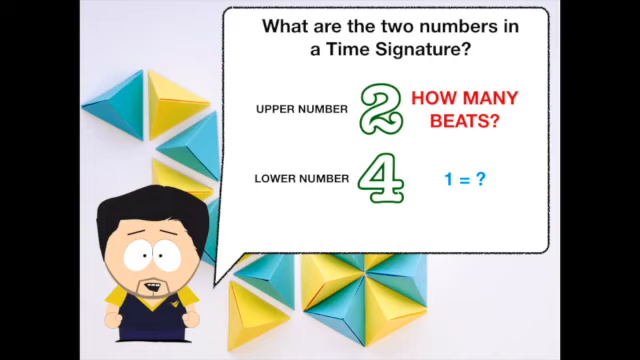 What are the two numbers in
a Time Signature?
UPPER NUMBER 2 HOW MANY
BEATS?
LOWER NUMBER 4 1 = ?